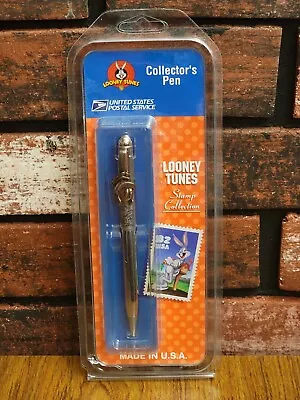 LOONEY TUNES
Collector's
Pen
UNITED STATES
POSTAL SERVICE
LOONEY
TUNES
Stamp
Collection
32
USA
MADE IN U.S.A.